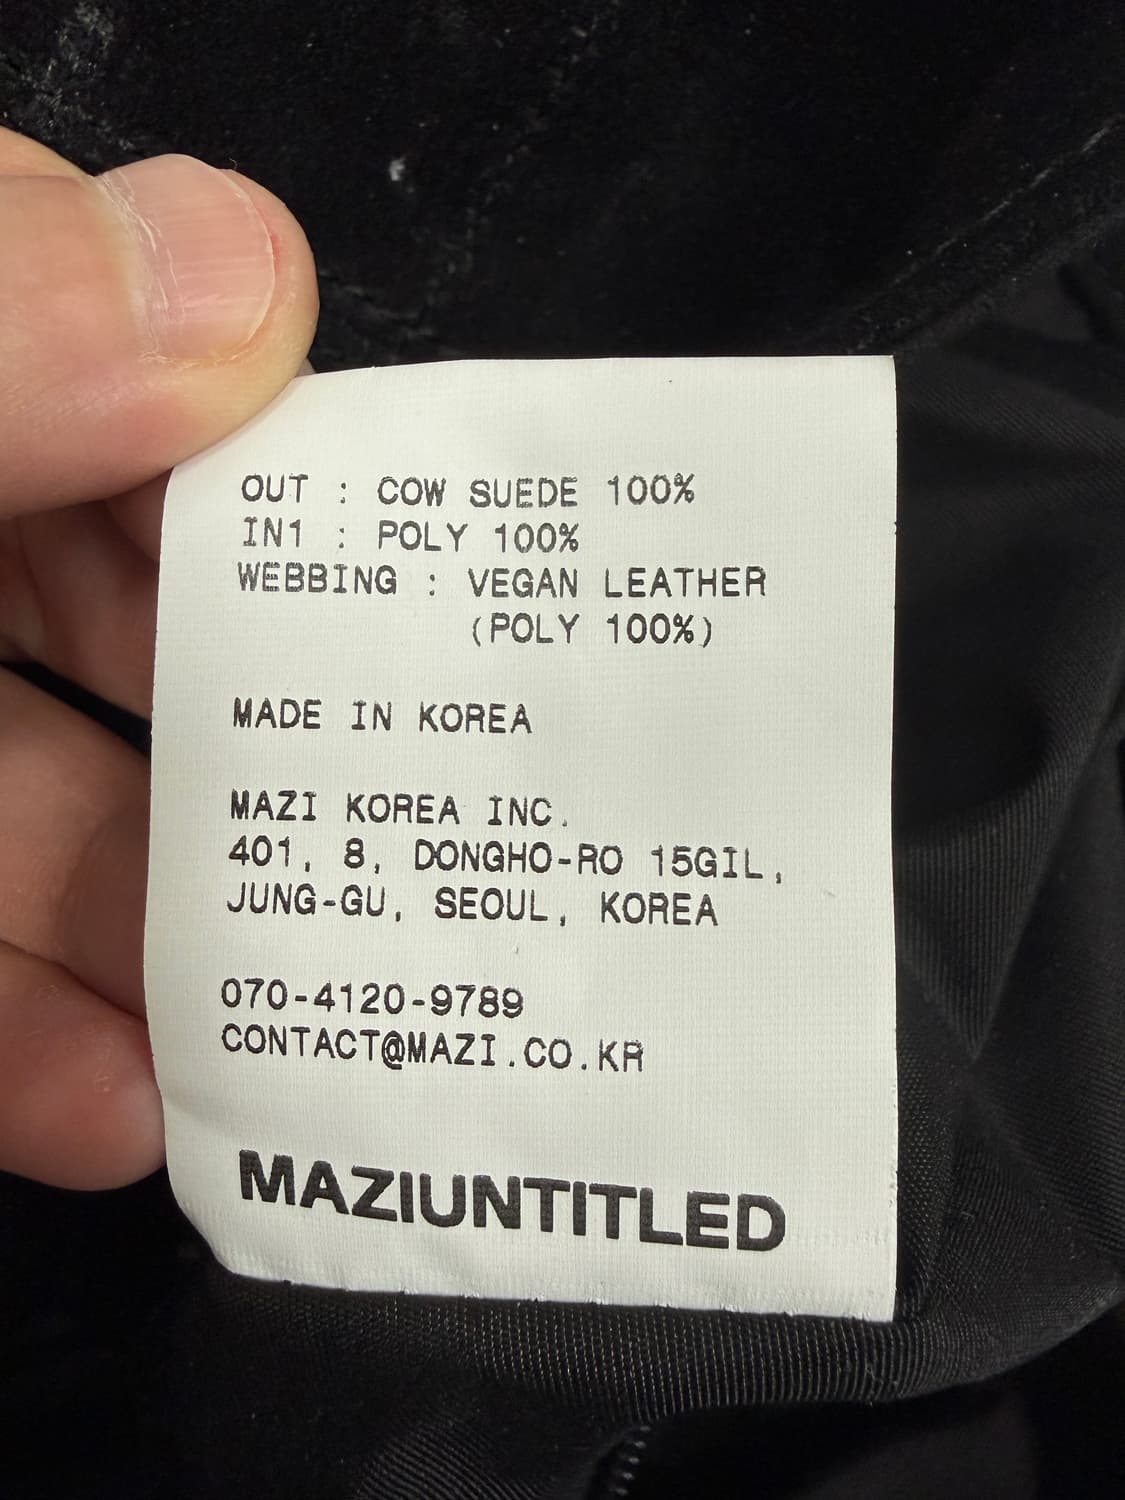 OUT : COW SUEDE 100%
IN1 : POLY 100%
WEBBING : VEGAN LEATHER
(POLY 100%)
MADE IN KOREA
MAZI KOREA INC.
401, 8, DONGHO-RO 15GIL,
JUNG-GU, SEOUL, KOREA
070-4120-9789
CONTACT@MAZI.CO.KR
MAZIUNTITLED